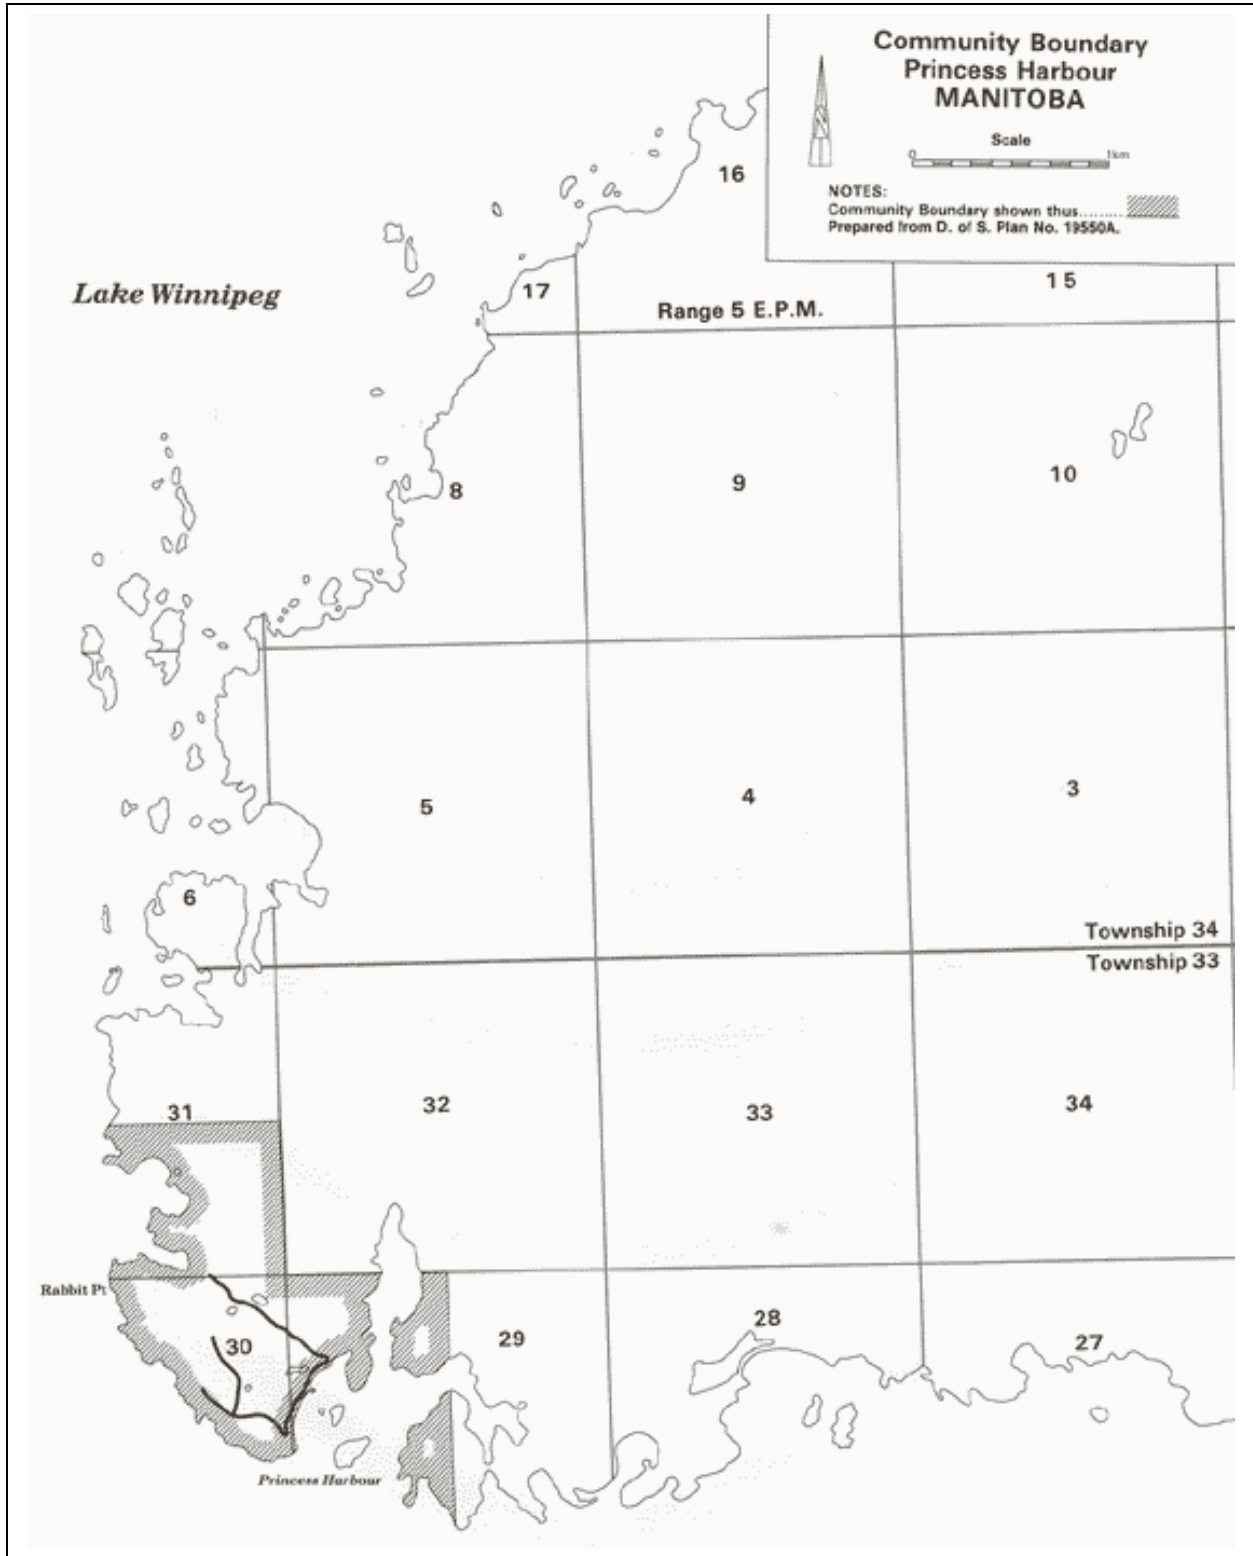 Community Boundary
Princess Harbour
MANITOBA
Scale
0 1km
NOTES:
Community Boundary shown thus.........
Prepared from D. of S. Plan No. 19550A.
16
Lake Winnipeg
17
15
Range 5 E.P.M.
8
9
10
5
4
3
6
Township 34
Township 33
31
32
33
34
Rabbit Pt
30
29
28
27
Princess Harbour